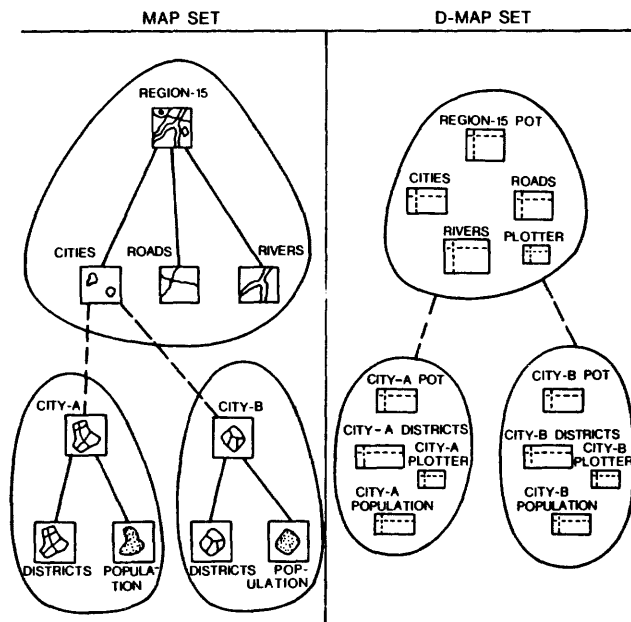 MAP SET
D-MAP SET
REGION-15
CITIES
ROADS
RIVERS
CITY-A
DISTRICTS
POPULA-
TION
CITY-B
DISTRICTS
POP-
ULATION
REGION-15 POT
CITIES
ROADS
RIVERS
PLOTTER
CITY-A POT
CITY-A DISTRICTS
CITY-A
PLOTTER
CITY-A
POPULATION
CITY-B POT
CITY-B DISTRICTS
CITY-B
PLOTTER
CITY-B
POPULATION